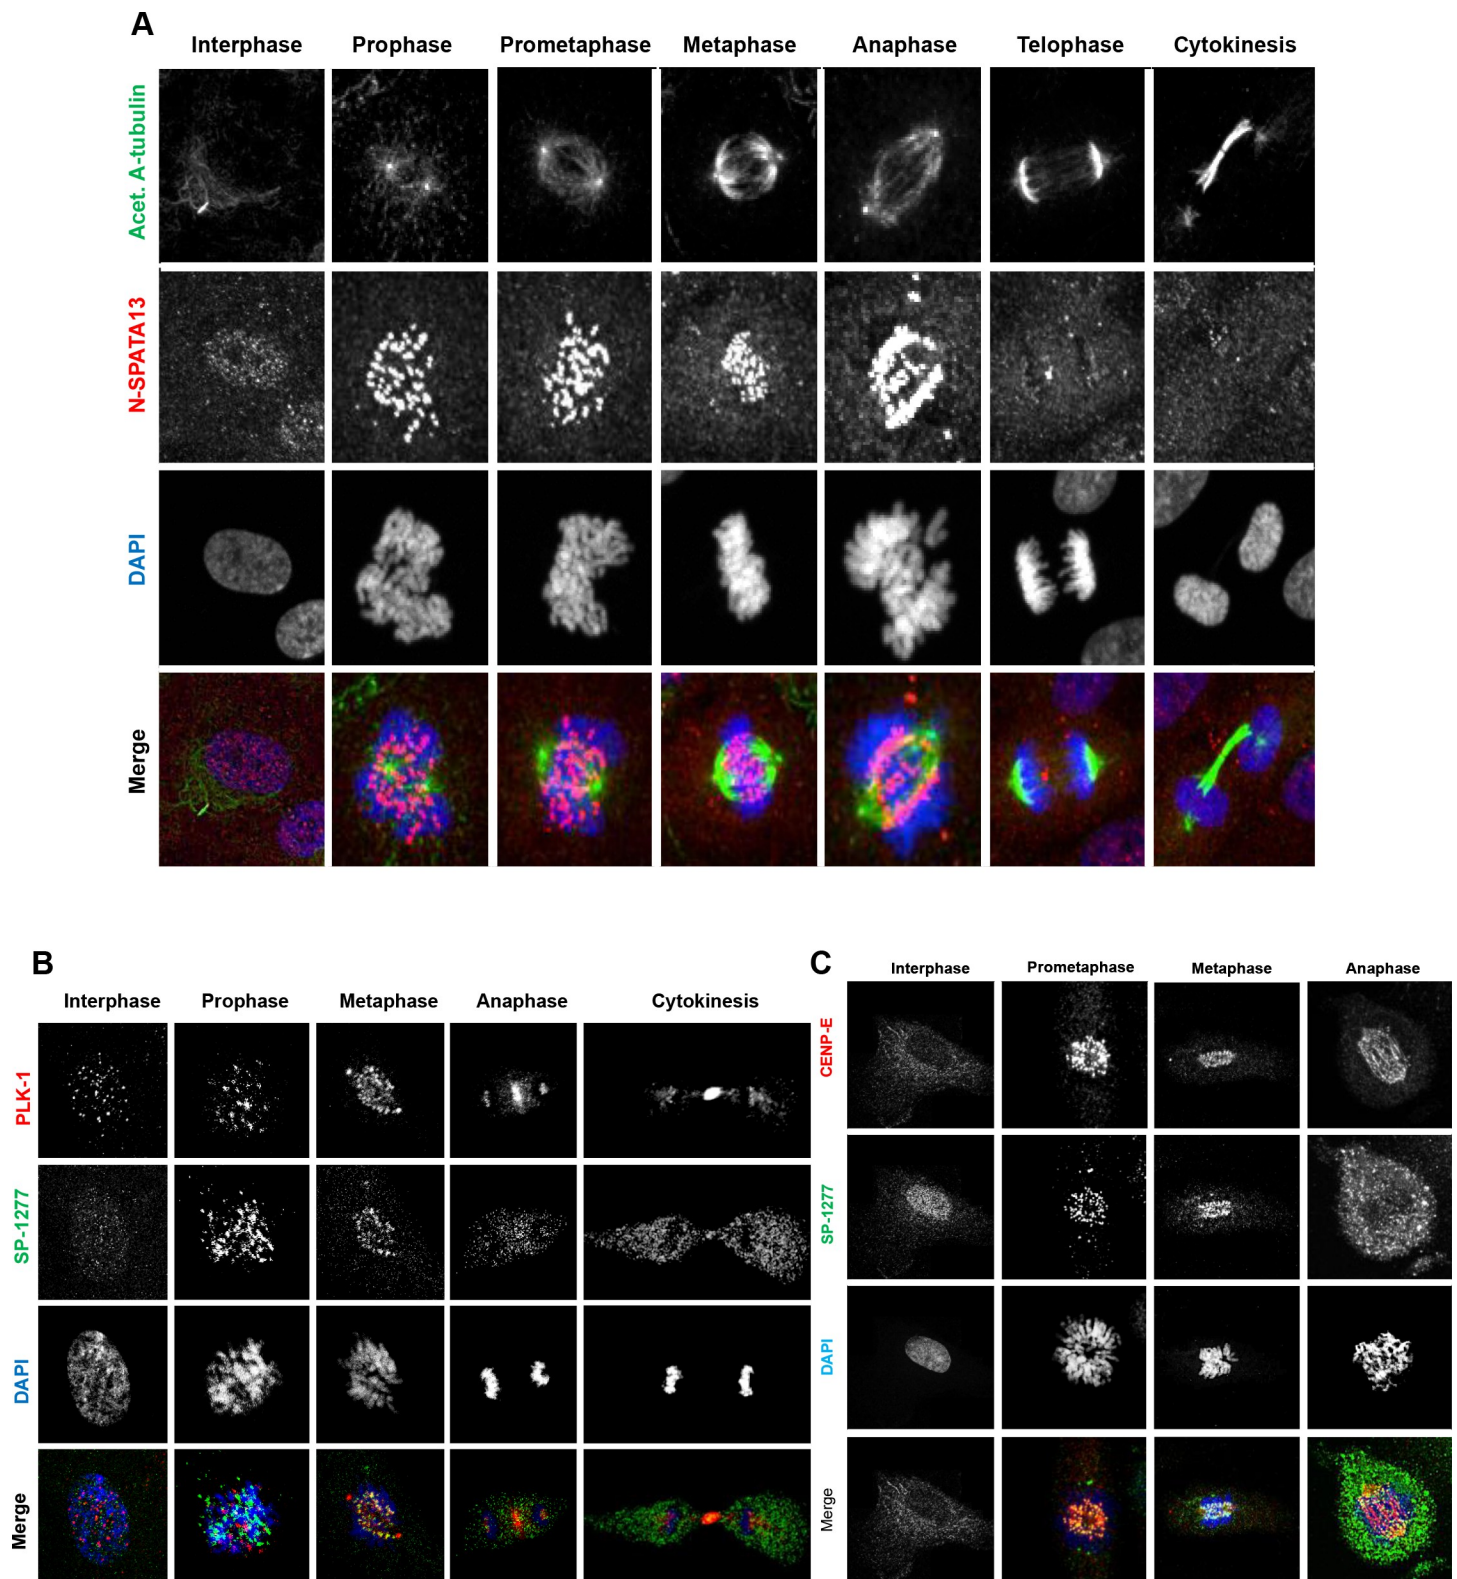 A
Interphase Prophase Prometaphase Metaphase Anaphase Telophase Cytokinesis
Acet. A-tubulin
N-SPATA13
DAPI
Merge
B
Interphase Prophase Metaphase Anaphase Cytokinesis
PLK-1
SP-1277
DAPI
Merge
C
Interphase Prometaphase Metaphase Anaphase
CENP-E
SP-1277
DAPI
Merge